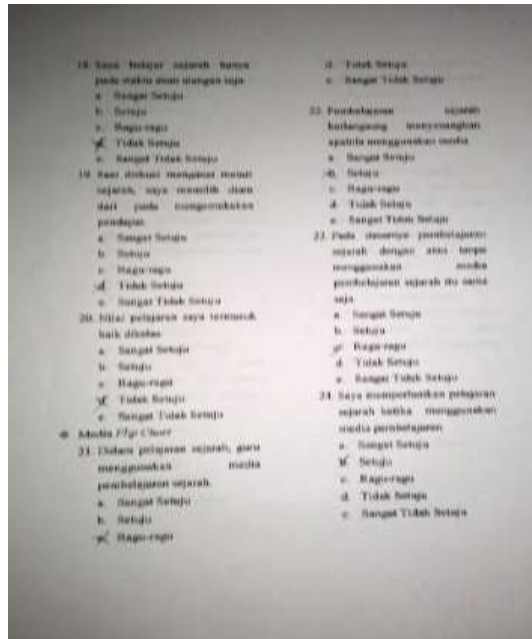 18. Saya belajar sejarah hanya
pada waktu akan ulangan saja
a. Sangat Setuju
b. Setuju
c. Ragu-ragu
d. Tidak Setuju
e. Sangat Tidak Setuju
19. Saat diskusi mengenai materi
sejarah, saya memilih diam
dari pada mengemukakan
pendapat
a. Sangat Setuju
b. Setuju
c. Ragu-ragu
d. Tidak Setuju
e. Sangat Tidak Setuju
20. Nilai pelajaran saya termasuk
baik dikelas
a. Sangat Setuju
b. Setuju
c. Ragu-ragu
d. Tidak Setuju
e. Sangat Tidak Setuju
Media Flip Chart
21. Dalam pelajaran sejarah, guru
menggunakan media
pembelajaran sejarah.
a. Sangat Setuju
b. Setuju
c. Ragu-ragu
d. Tidak Setuju
e. Sangat Tidak Setuju
22. Pembelajaran sejarah
berlangsung menyenangkan
apabila menggunakan media
a. Sangat Setuju
b. Setuju
c. Ragu-ragu
d. Tidak Setuju
e. Sangat Tidak Setuju
23. Pada dasarnya pembelajaran
sejarah dengan atau tanpa
menggunakan media
pembelajaran sejarah itu sama
saja
a. Sangat Setuju
b. Setuju
c. Ragu-ragu
d. Tidak Setuju
e. Sangat Tidak Setuju
24. Saya memperhatikan pelajaran
sejarah ketika menggunakan
media pembelajaran
a. Sangat Setuju
b. Setuju
c. Ragu-ragu
d. Tidak Setuju
e. Sangat Tidak Setuju